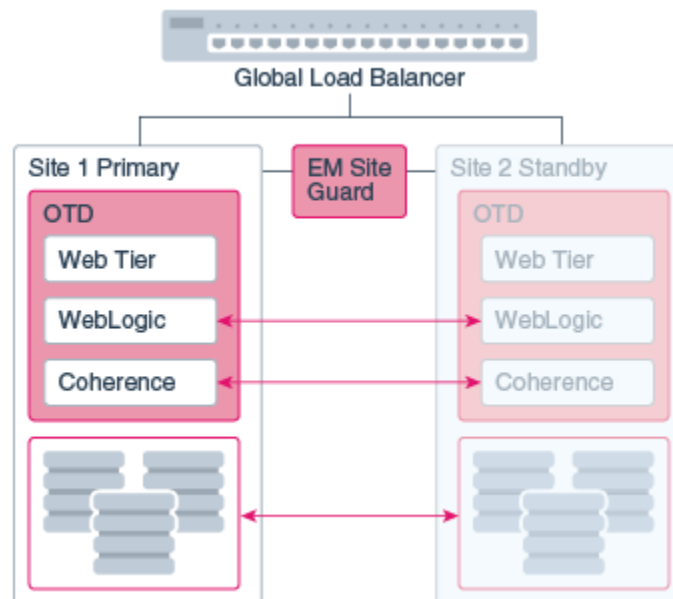 Global Load Balancer
Site 1 Primary
EM Site
Guard
Site 2 Standby
OTD
Web Tier
WebLogic
Coherence
OTD
Web Tier
WebLogic
Coherence